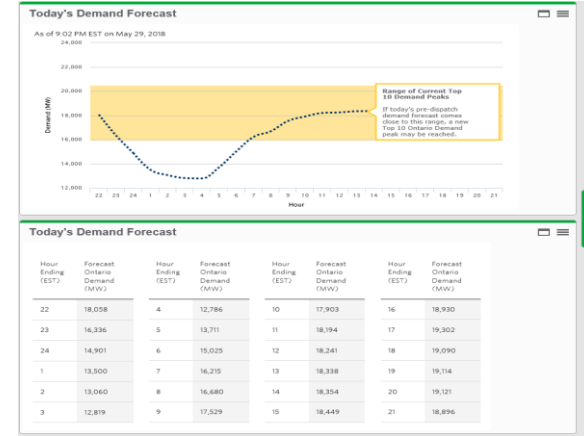 Today's Demand Forecast
As of 9:02 PM EST on May 29, 2018
24,000
22,000
20,000
18,000
16,000
14,000
12,000
Demand (MW)
Range of Current Top
10 Demand Peaks
If today's pre-dispatch
demand forecast comes
close to this range, a new
Top 10 Ontario Demand
peak may be reached.
22 23 24 1 2 3 4 5 6 7 8 9 10 11 12 13 14 15 16 17 18 19 20 21
Hour
Today's Demand Forecast
Hour Forecast Hour Forecast Hour Forecast Hour Forecast
Ending Ontario Ending Ontario Ending Ontario Ending Ontario
(EST) Demand (EST) Demand (EST) Demand (EST) Demand
(MW) (MW) (MW) (MW)
22 18,058 4 12,786 10 17,903 16 18,930
23 16,336 5 13,711 11 18,194 17 19,302
24 14,901 6 15,025 12 18,241 18 19,090
1 13,500 7 16,215 13 18,338 19 19,114
2 13,060 8 16,680 14 18,354 20 19,121
3 12,819 9 17,529 15 18,449 21 18,896